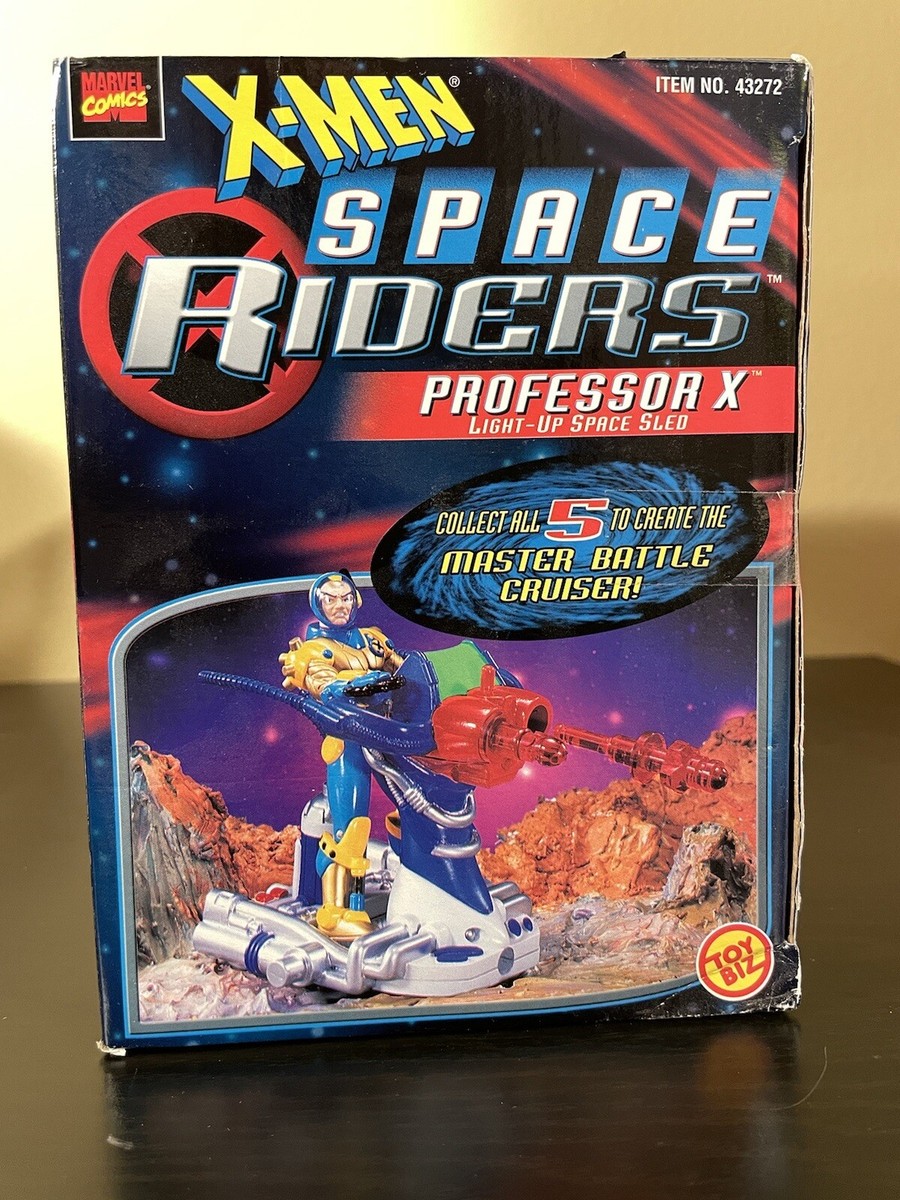 MARVEL
COMICS
M
X-MEN®
ITEM NO. 43272
SPACE
RIDERS™
PROFESSOR X™
LIGHT-UP SPACE SLED
COLLECT ALL 5 TO CREATE THE
MASTER BATTLE
CRUISER!
TOY
BIZ